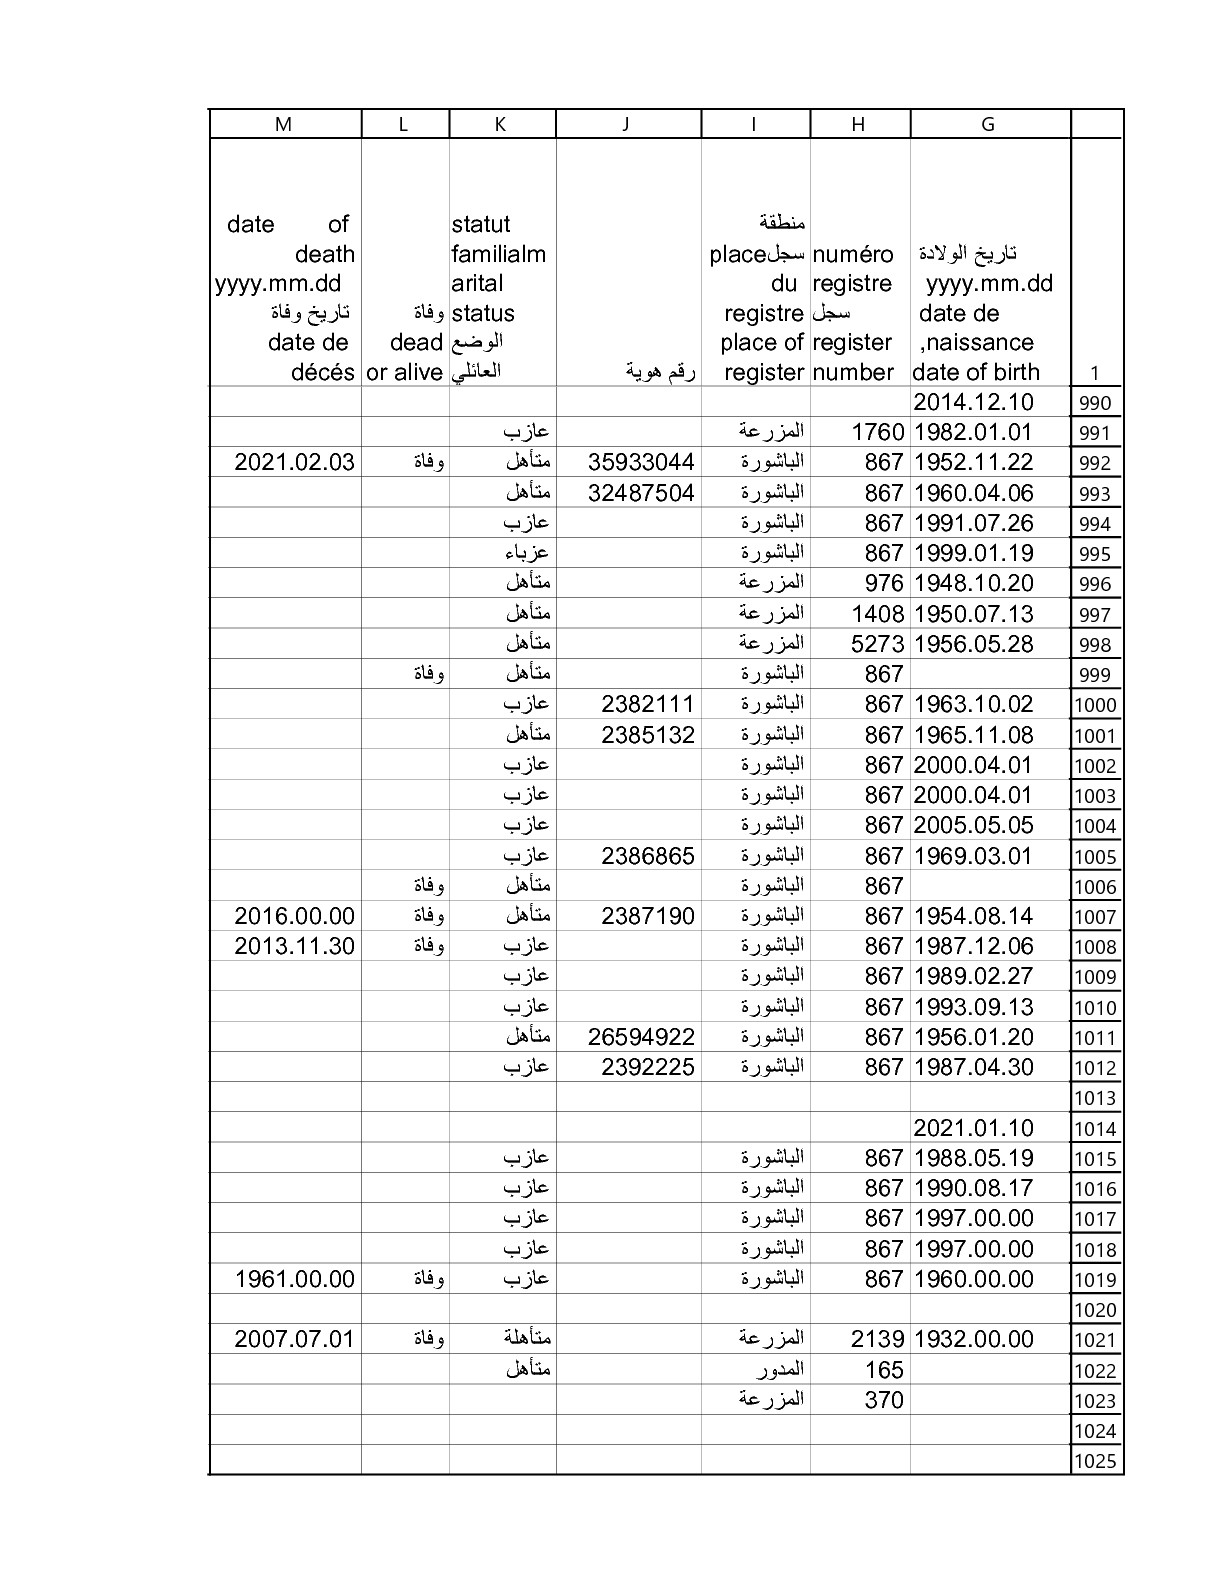 M L K J I H G
date of death yyyy.mm.dd تاريخ وفاة date de décés
وفاة dead or alive
statut familialm arital status الوضع العائلي
رقم هوية
منطقة سجل place du registre place of register
numéro registre سجل register number
تاريخ الولادة yyyy.mm.dd date de naissance, date of birth
1
2014.12.10 990
عازب المزرعة 1760 1982.01.01 991
2021.02.03 وفاة متأهل 35933044 الباشورة 867 1952.11.22 992
متأهل 32487504 الباشورة 867 1960.04.06 993
عازب الباشورة 867 1991.07.26 994
عزباء الباشورة 867 1999.01.19 995
متأهل المزرعة 976 1948.10.20 996
متأهل المزرعة 1408 1950.07.13 997
متأهل المزرعة 5273 1956.05.28 998
وفاة متأهل الباشورة 867 999
عازب 2382111 الباشورة 867 1963.10.02 1000
متأهل 2385132 الباشورة 867 1965.11.08 1001
عازب الباشورة 867 2000.04.01 1002
عازب الباشورة 867 2000.04.01 1003
عازب الباشورة 867 2005.05.05 1004
عازب 2386865 الباشورة 867 1969.03.01 1005
وفاة متأهل الباشورة 867 1006
2016.00.00 وفاة متأهل 2387190 الباشورة 867 1954.08.14 1007
2013.11.30 وفاة عازب الباشورة 867 1987.12.06 1008
عازب الباشورة 867 1989.02.27 1009
عازب الباشورة 867 1993.09.13 1010
متأهل 26594922 الباشورة 867 1956.01.20 1011
عازب 2392225 الباشورة 867 1987.04.30 1012
1013
2021.01.10 1014
عازب الباشورة 867 1988.05.19 1015
عازب الباشورة 867 1990.08.17 1016
عازب الباشورة 867 1997.00.00 1017
عازب الباشورة 867 1997.00.00 1018
1961.00.00 وفاة عازب الباشورة 867 1960.00.00 1019
1020
2007.07.01 وفاة متأهلة المزرعة 2139 1932.00.00 1021
متأهل المدور 165 1022
المزرعة 370 1023
1024
1025